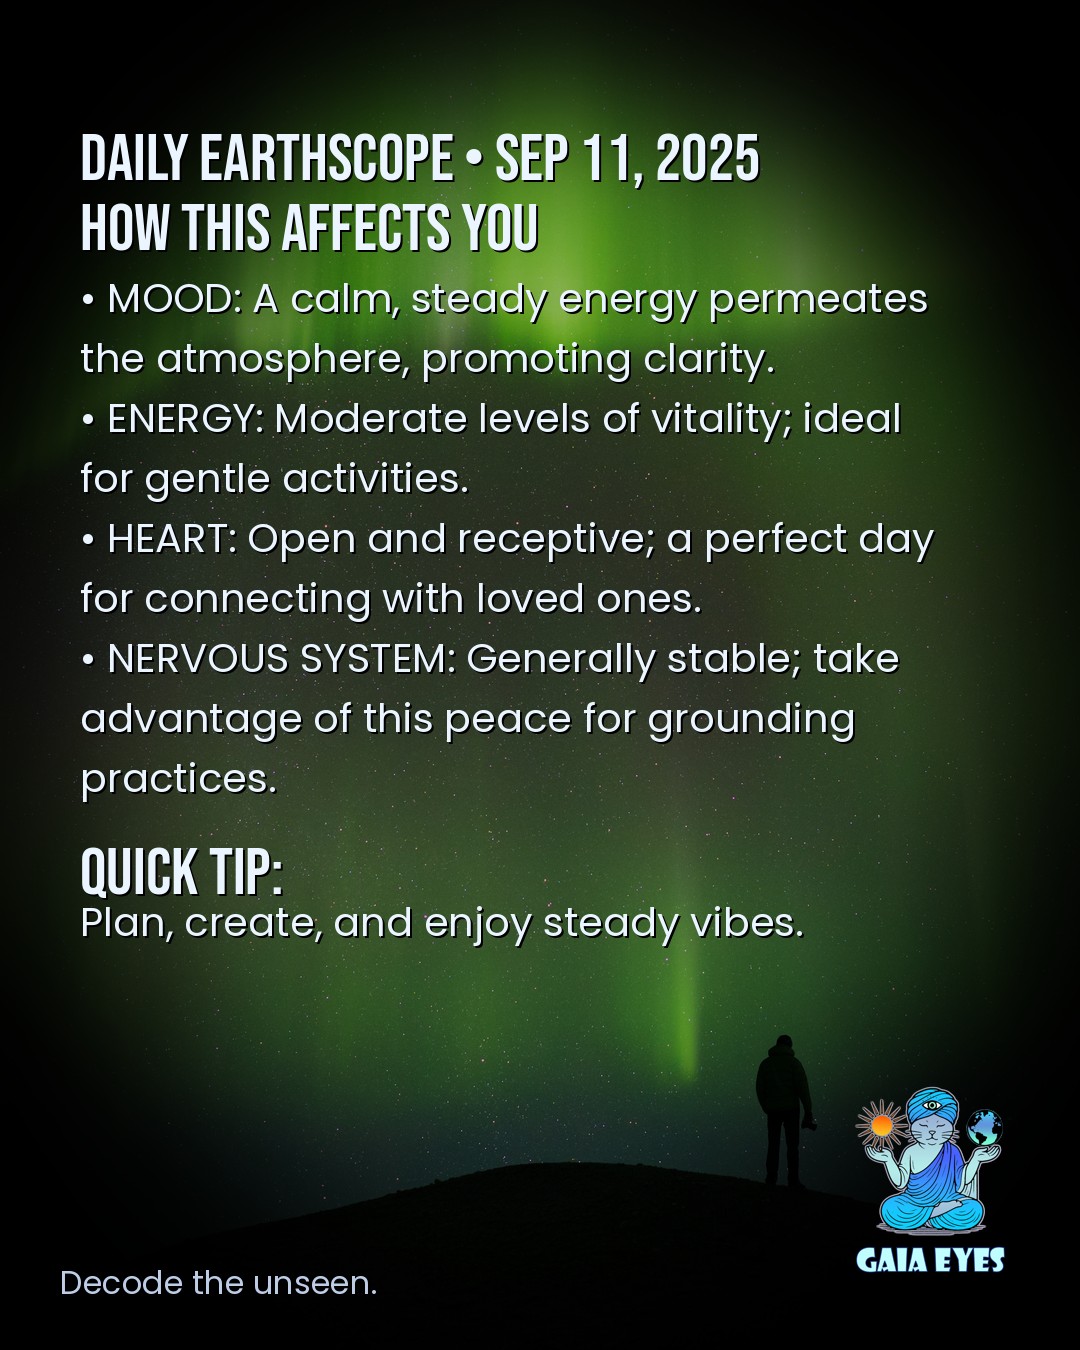 DAILY EARTHSCOPE • SEP 11, 2025
HOW THIS AFFECTS YOU
• MOOD: A calm, steady energy permeates
the atmosphere, promoting clarity.
• ENERGY: Moderate levels of vitality; ideal
for gentle activities.
• HEART: Open and receptive; a perfect day
for connecting with loved ones.
• NERVOUS SYSTEM: Generally stable; take
advantage of this peace for grounding
practices.
QUICK TIP:
Plan, create, and enjoy steady vibes.
GAIA EYES
Decode the unseen.